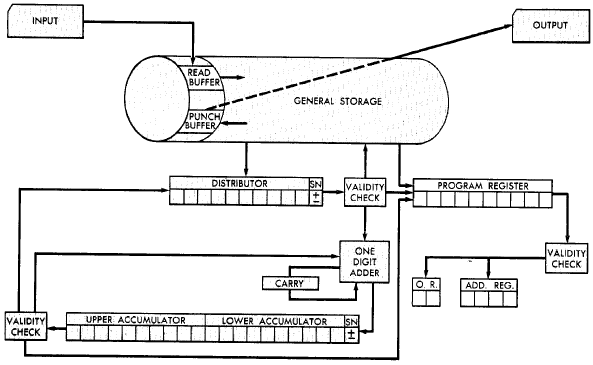 INPUT
OUTPUT
READ
BUFFER
GENERAL STORAGE
PUNCH
BUFFER
DISTRIBUTOR
SN
±
VALIDITY
CHECK
PROGRAM REGISTER
ONE
DIGIT
ADDER
VALIDITY
CHECK
CARRY
O. R.
ADD. REG.
VALIDITY
CHECK
UPPER ACCUMULATOR
LOWER ACCUMULATOR
SN
±